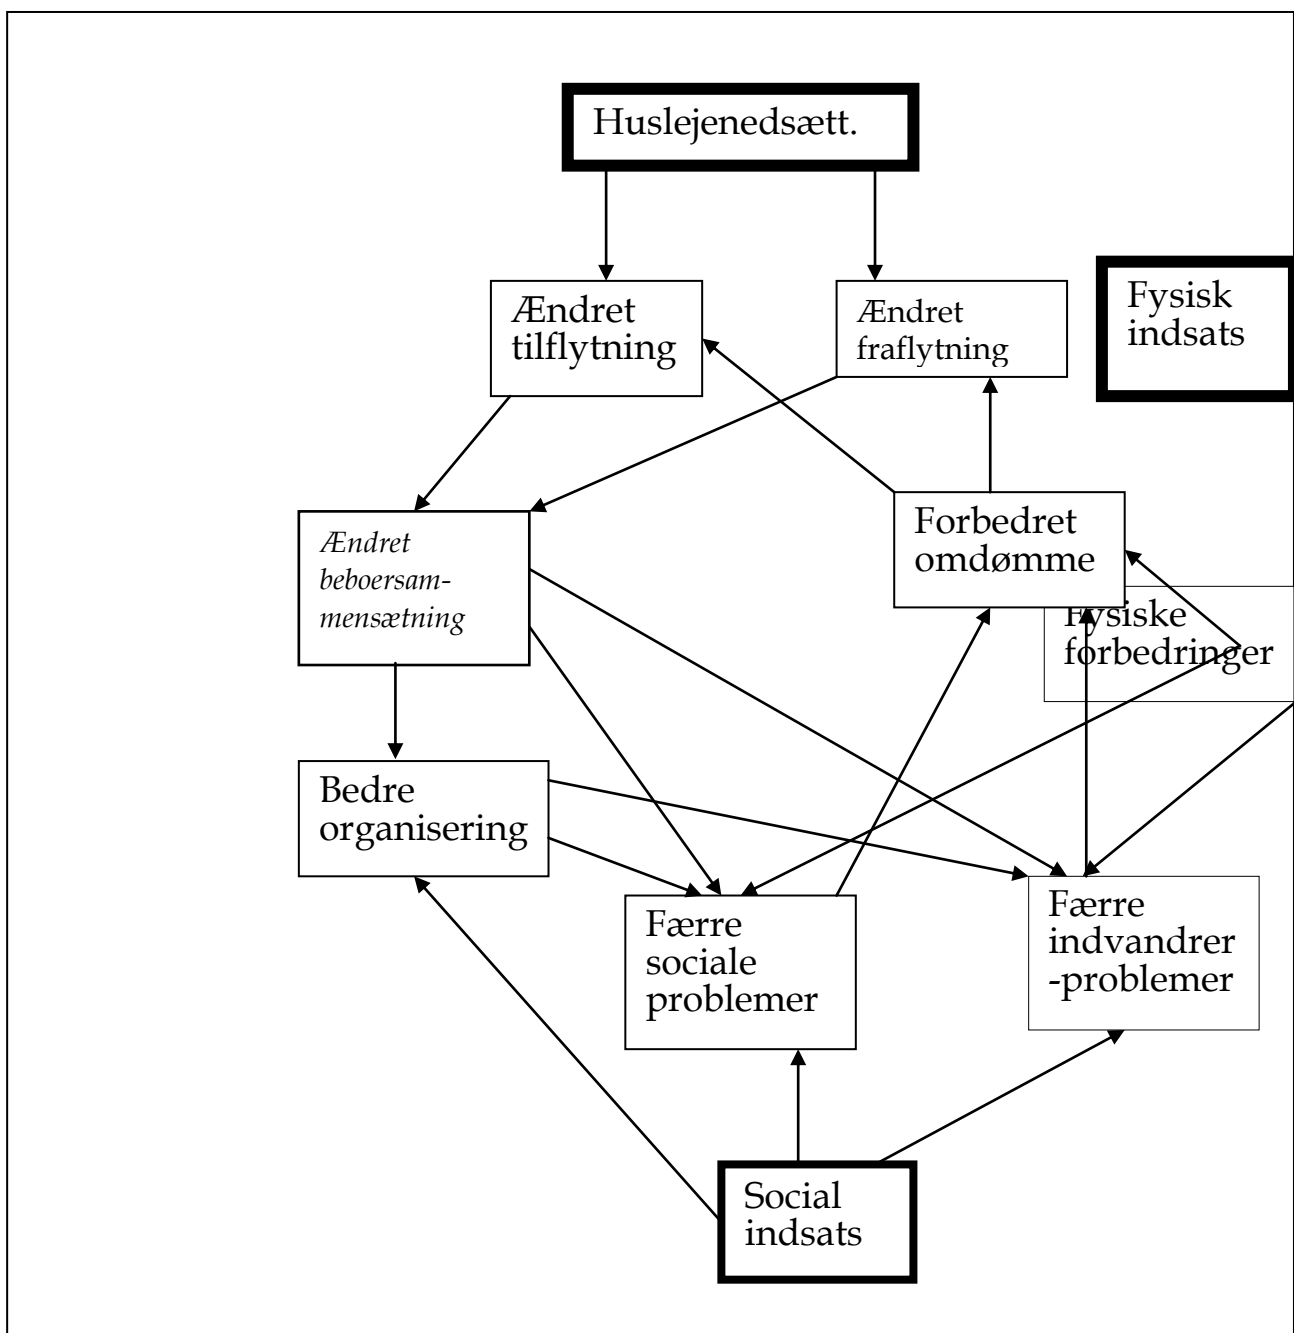 Huslejenedsætt.
Ændret
tilflytning
Ændret
fraflytning
Fysisk
indsats
Ændret
beboersam-
mensætning
Forbedret
omdømme
Fysiske
forbedringer
Bedre
organisering
Færre
sociale
problemer
Færre
indvandrer
-problemer
Social
indsats